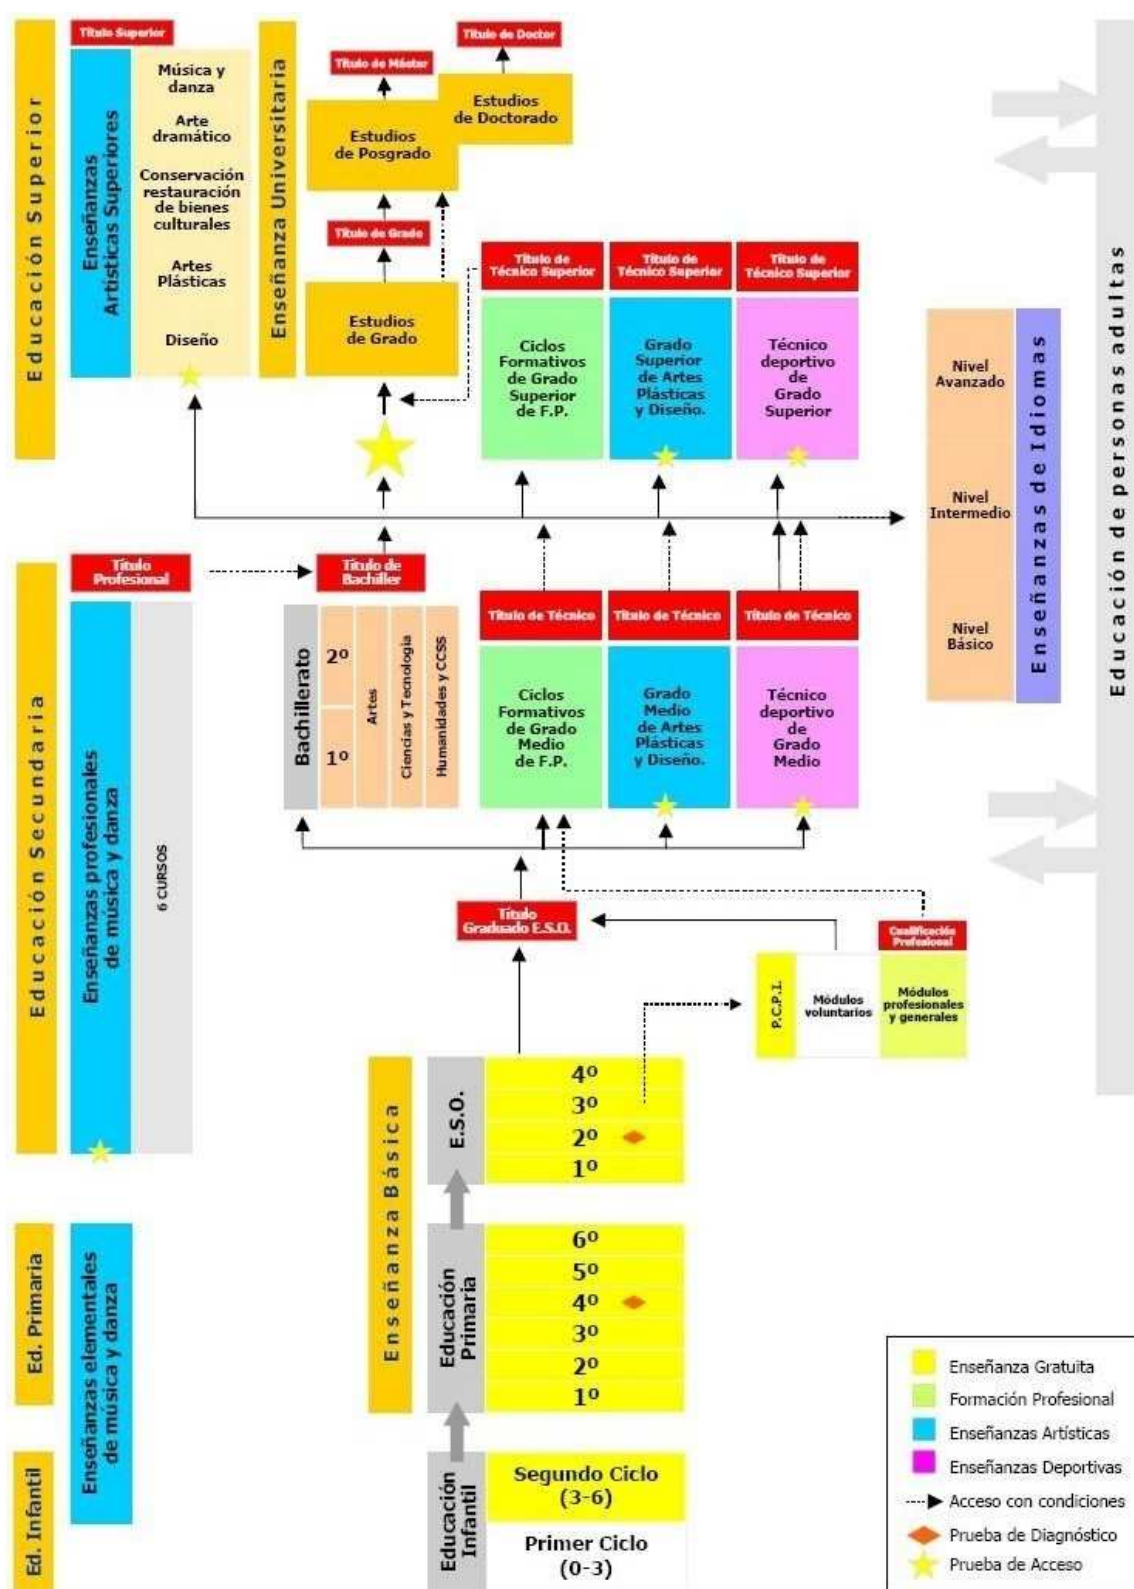 Educación Superior
Título Superior
Enseñanzas
Artísticas Superiores
Música y
danza
Arte
dramático
Conservación
restauración
de bienes
culturales
Artes
Plásticas
Diseño
Enseñanza Universitaria
Título de Máster
Título de Doctor
Estudios
de Posgrado
Estudios
de Doctorado
Título de Grado
Estudios
de Grado
Título de
Técnico Superior
Título de
Técnico Superior
Título de
Técnico Superior
Ciclos
Formativos
de Grado
Superior
de F.P.
Grado
Superior
de Artes
Plásticas
y Diseño.
Técnico
deportivo
de
Grado
Superior
Nivel
Avanzado
Nivel
Intermedio
Nivel
Básico
Enseñanzas de Idiomas
Educación de personas adultas
Educación Secundaria
Título
Profesional
Enseñanzas profesionales
de música y danza
6 CURSOS
Título de
Bachiller
Bachillerato
2º
1º
Artes
Ciencias y Tecnología
Humanidades y CCSS
Título de Técnico
Título de Técnico
Título de Técnico
Ciclos
Formativos
de Grado
Medio
de F.P.
Grado
Medio
de Artes
Plásticas
y Diseño.
Técnico
deportivo
de
Grado
Medio
Título
Graduado E.S.O.
Cualificación
Profesional
P.C.P.I.
Módulos
voluntarios
Módulos
profesionales
y generales
Enseñanza Básica
E.S.O.
4º
3º
2º
1º
Ed. Primaria
Enseñanzas elementales
de música y danza
Educación
Primaria
6º
5º
4º
3º
2º
1º
Ed. Infantil
Educación
Infantil
Segundo Ciclo
(3-6)
Primer Ciclo
(0-3)
Enseñanza Gratuita
Formación Profesional
Enseñanzas Artísticas
Enseñanzas Deportivas
Acceso con condiciones
Prueba de Diagnóstico
Prueba de Acceso